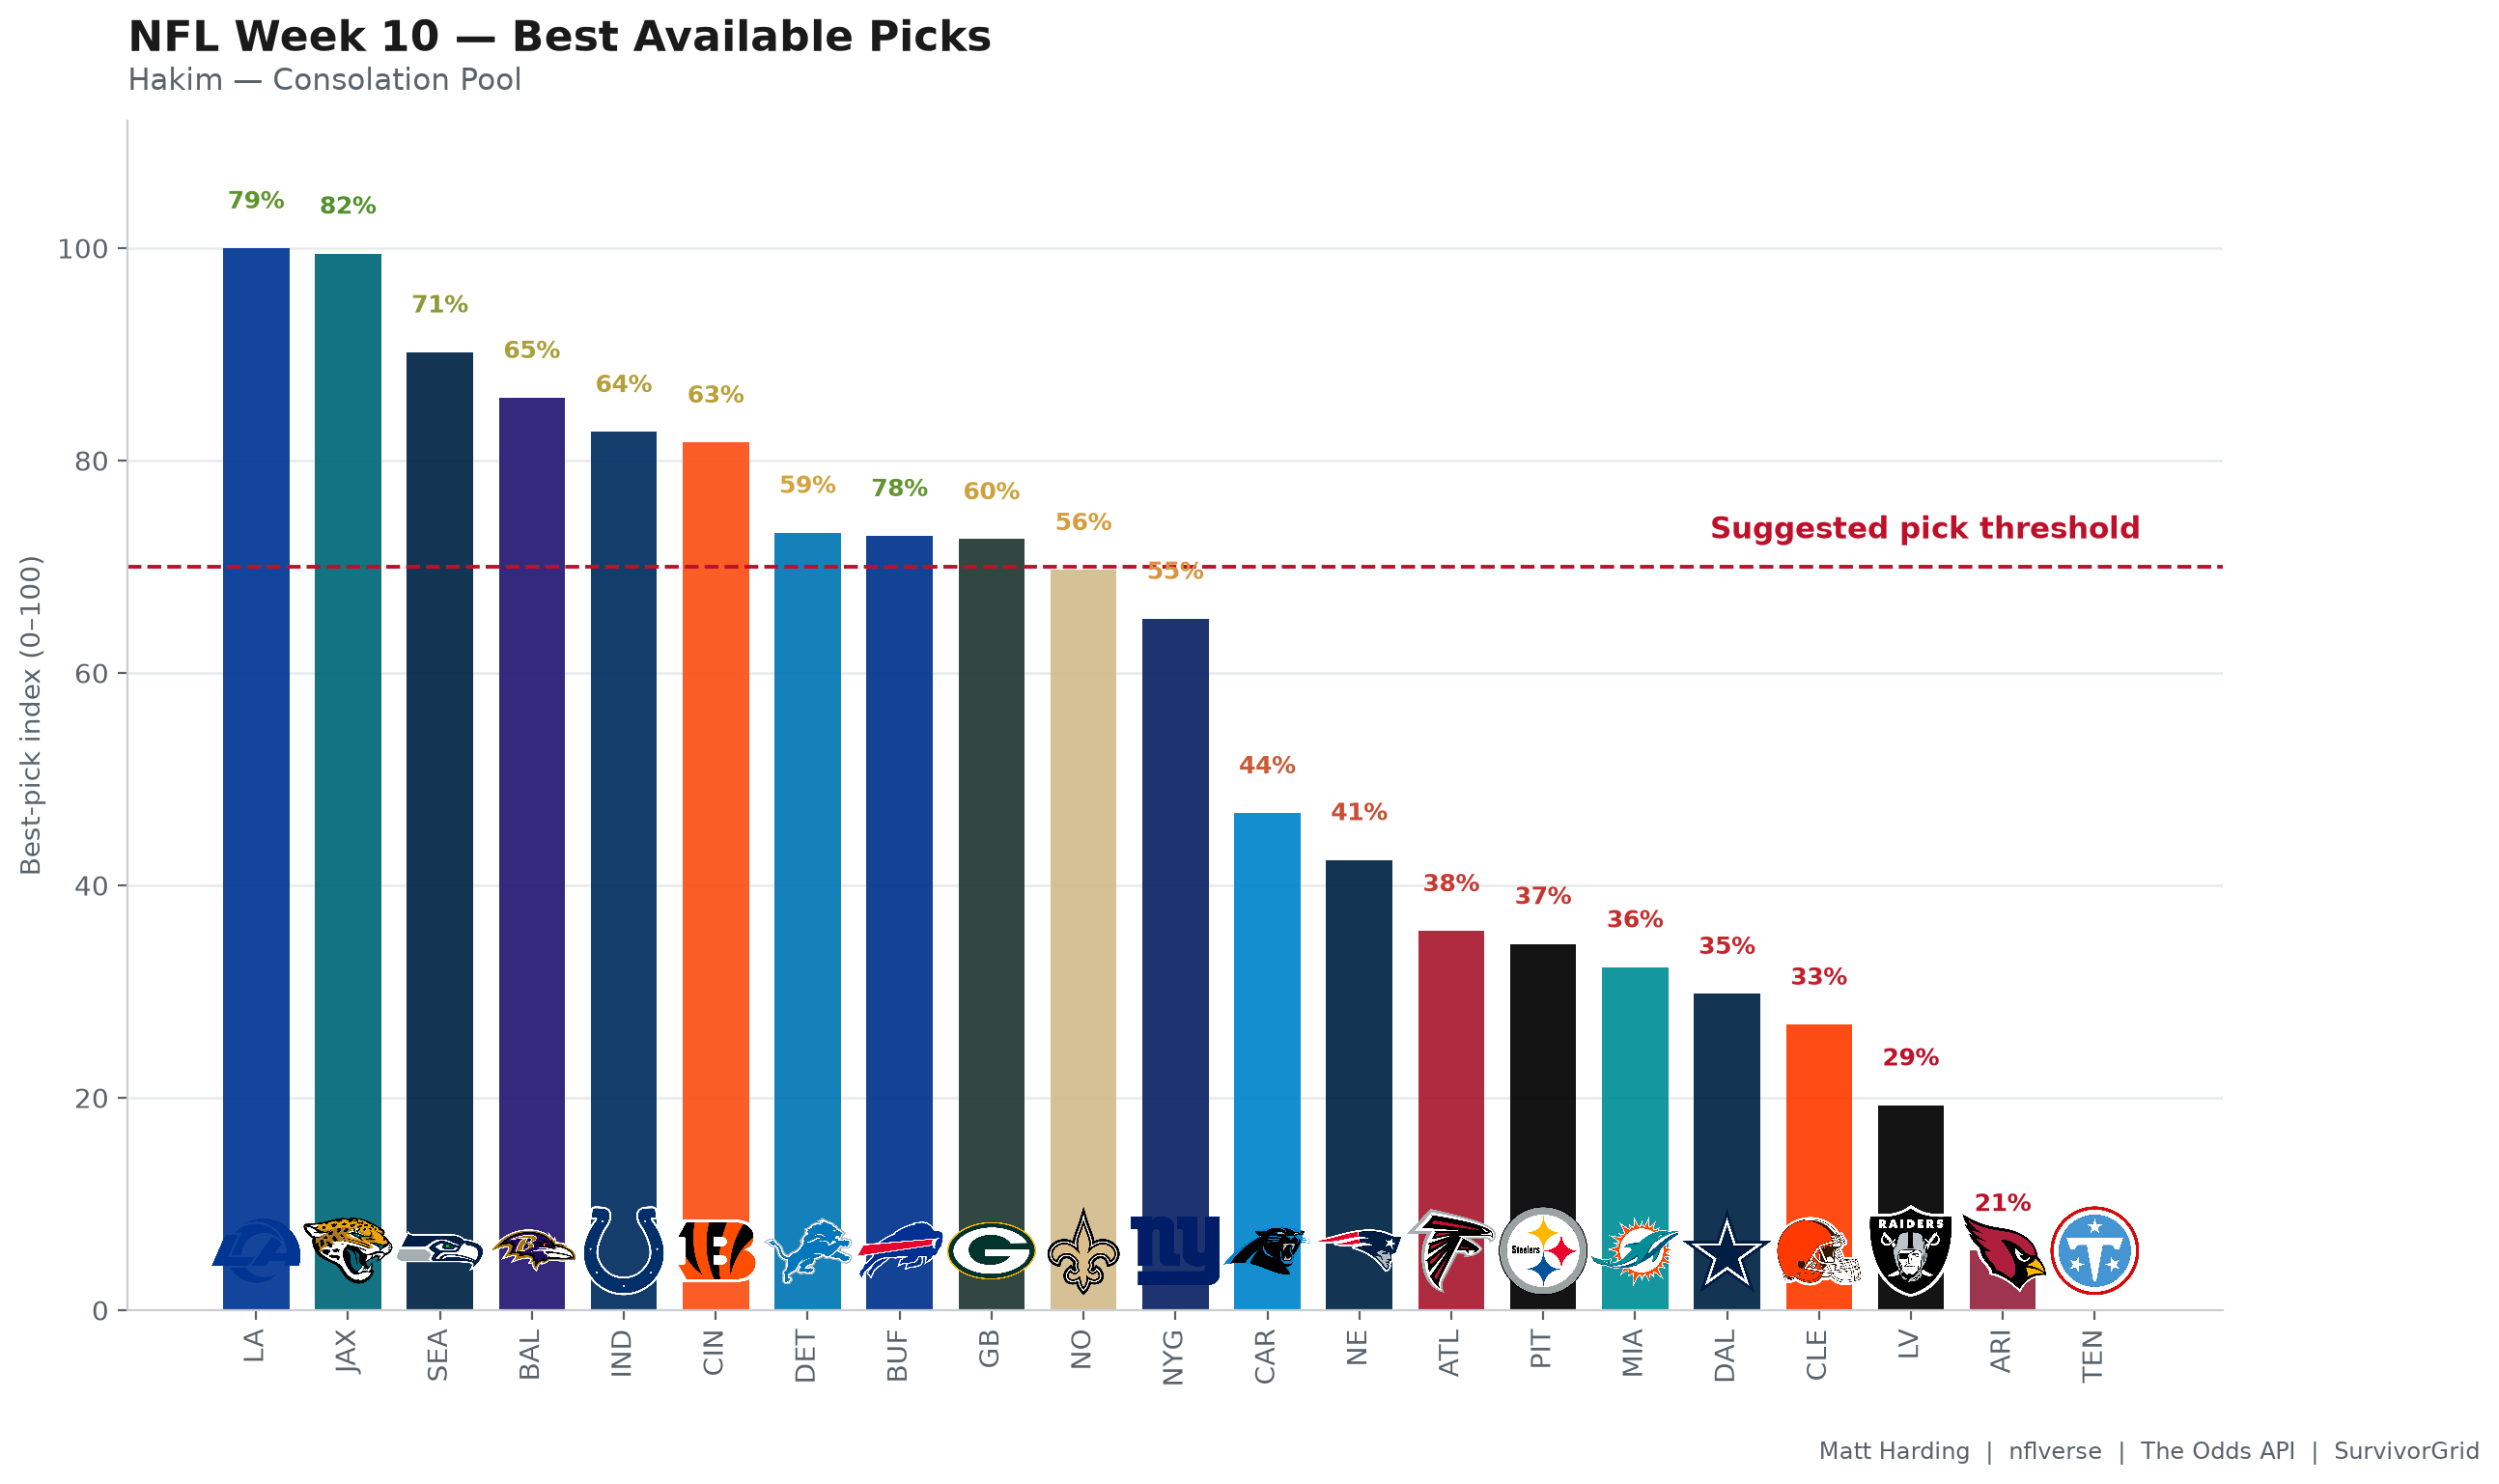 NFL Week 10 — Best Available Picks
Hakim — Consolation Pool
Best-pick index (0–100)
100
80
60
40
20
0
79%
82%
71%
65%
64%
63%
59%
78%
60%
56%
55%
44%
41%
38%
37%
36%
35%
33%
29%
21%
Suggested pick threshold
Steelers
RAIDERS
LA
JAX
SEA
BAL
IND
CIN
DET
BUF
GB
NO
NYG
CAR
NE
ATL
PIT
MIA
DAL
CLE
LV
ARI
TEN
Matt Harding | nflverse | The Odds API | SurvivorGrid